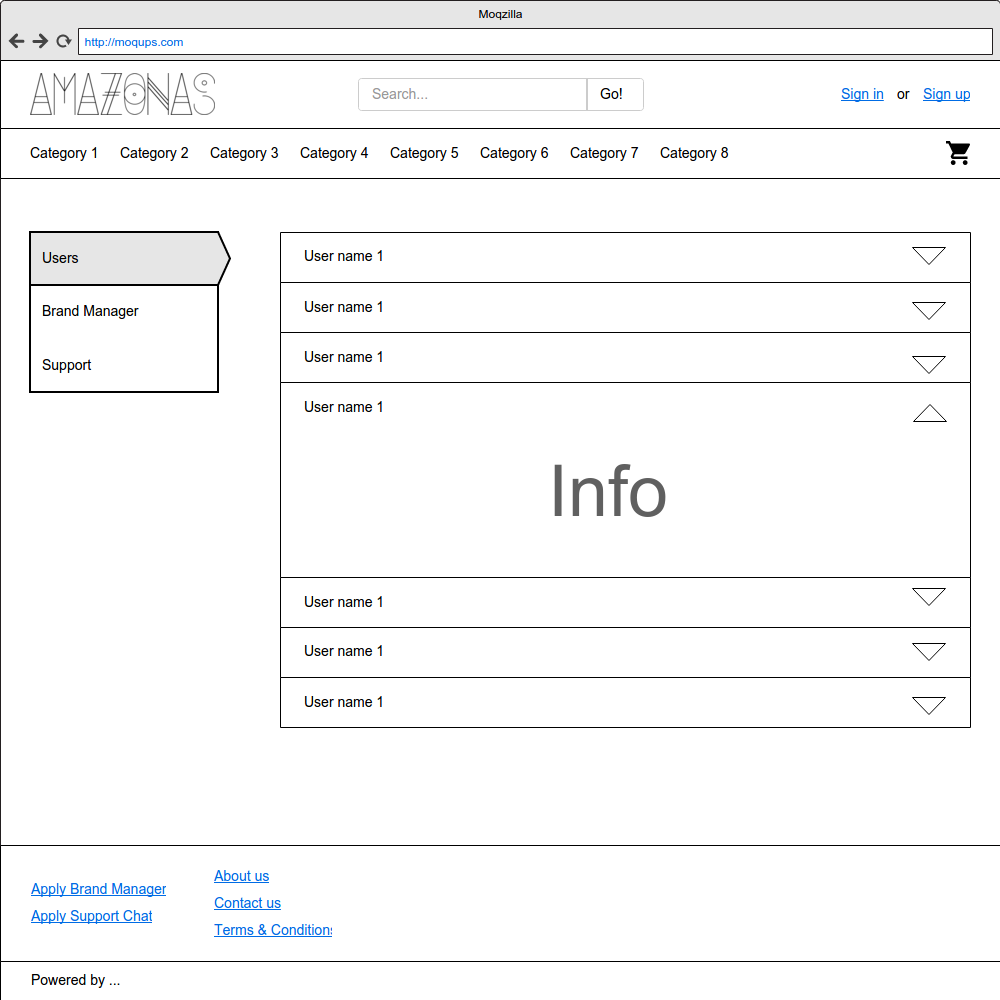 Moqzilla
http://moqups.com
AMAZZONAS
Search...
Go!
Sign in or Sign up
Category 1 Category 2 Category 3 Category 4 Category 5 Category 6 Category 7 Category 8
Users
Brand Manager
Support
User name 1
User name 1
User name 1
User name 1
Info
User name 1
User name 1
User name 1
Apply Brand Manager
Apply Support Chat
About us
Contact us
Terms & Conditions
Powered by ...